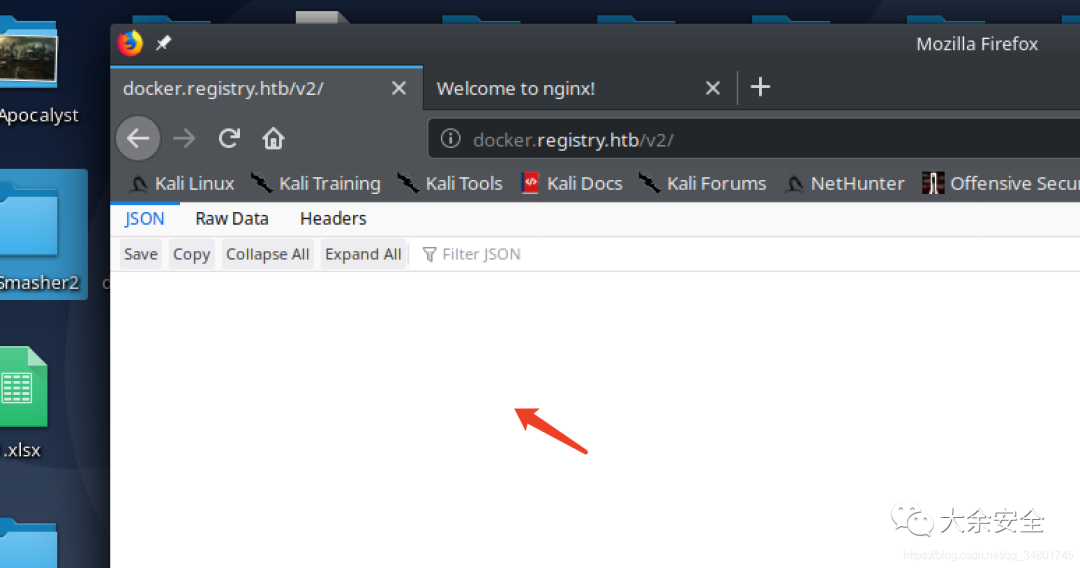 Mozilla Firefox
docker.registry.htb/v2/
Welcome to nginx!
docker.registry.htb/v2/
Kali Linux Kali Training Kali Tools Kali Docs Kali Forums NetHunter Offensive Secu
JSON Raw Data Headers
Save Copy Collapse All Expand All Filter JSON
Apocalyst
Smasher2
.xlsx
大余安全
https://blog.csdn.net/qq_34801745